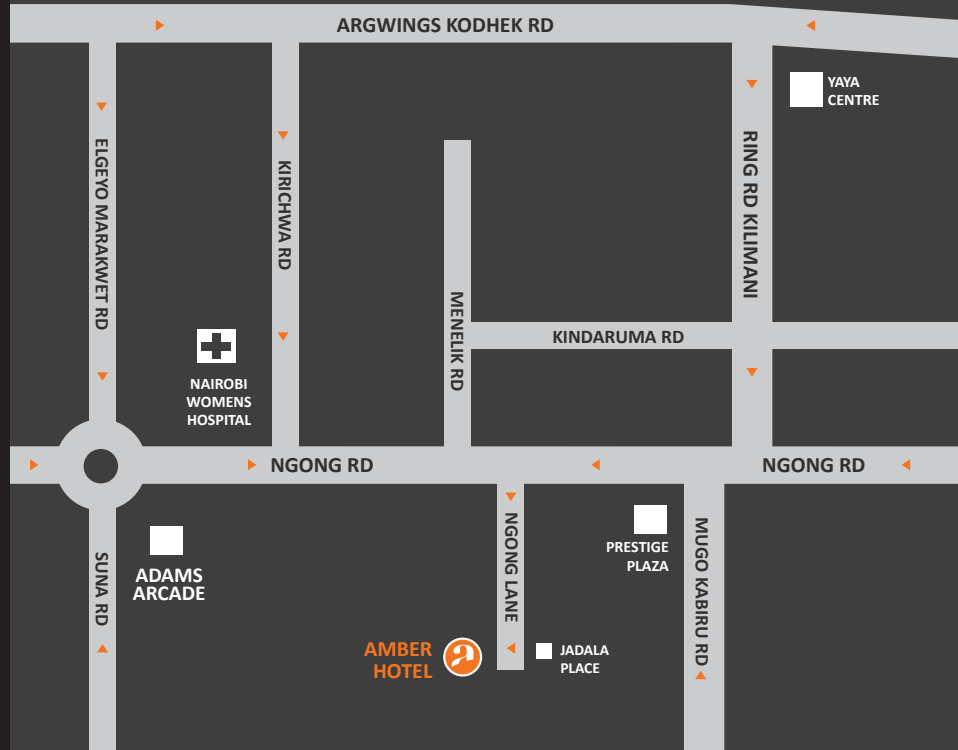 ARGWINGS KODHEK RD
YAYA
CENTRE
ELGEYO MARAKWET RD
KIRICHWA RD
RING RD KILIMANI
MENELIK RD
KINDARUMA RD
NAIROBI
WOMENS
HOSPITAL
NGONG RD
NGONG RD
SUNA RD
ADAMS
ARCADE
NGONG LANE
PRESTIGE
PLAZA
MUGO KABIRU RD
AMBER
HOTEL
a
JADALA
PLACE